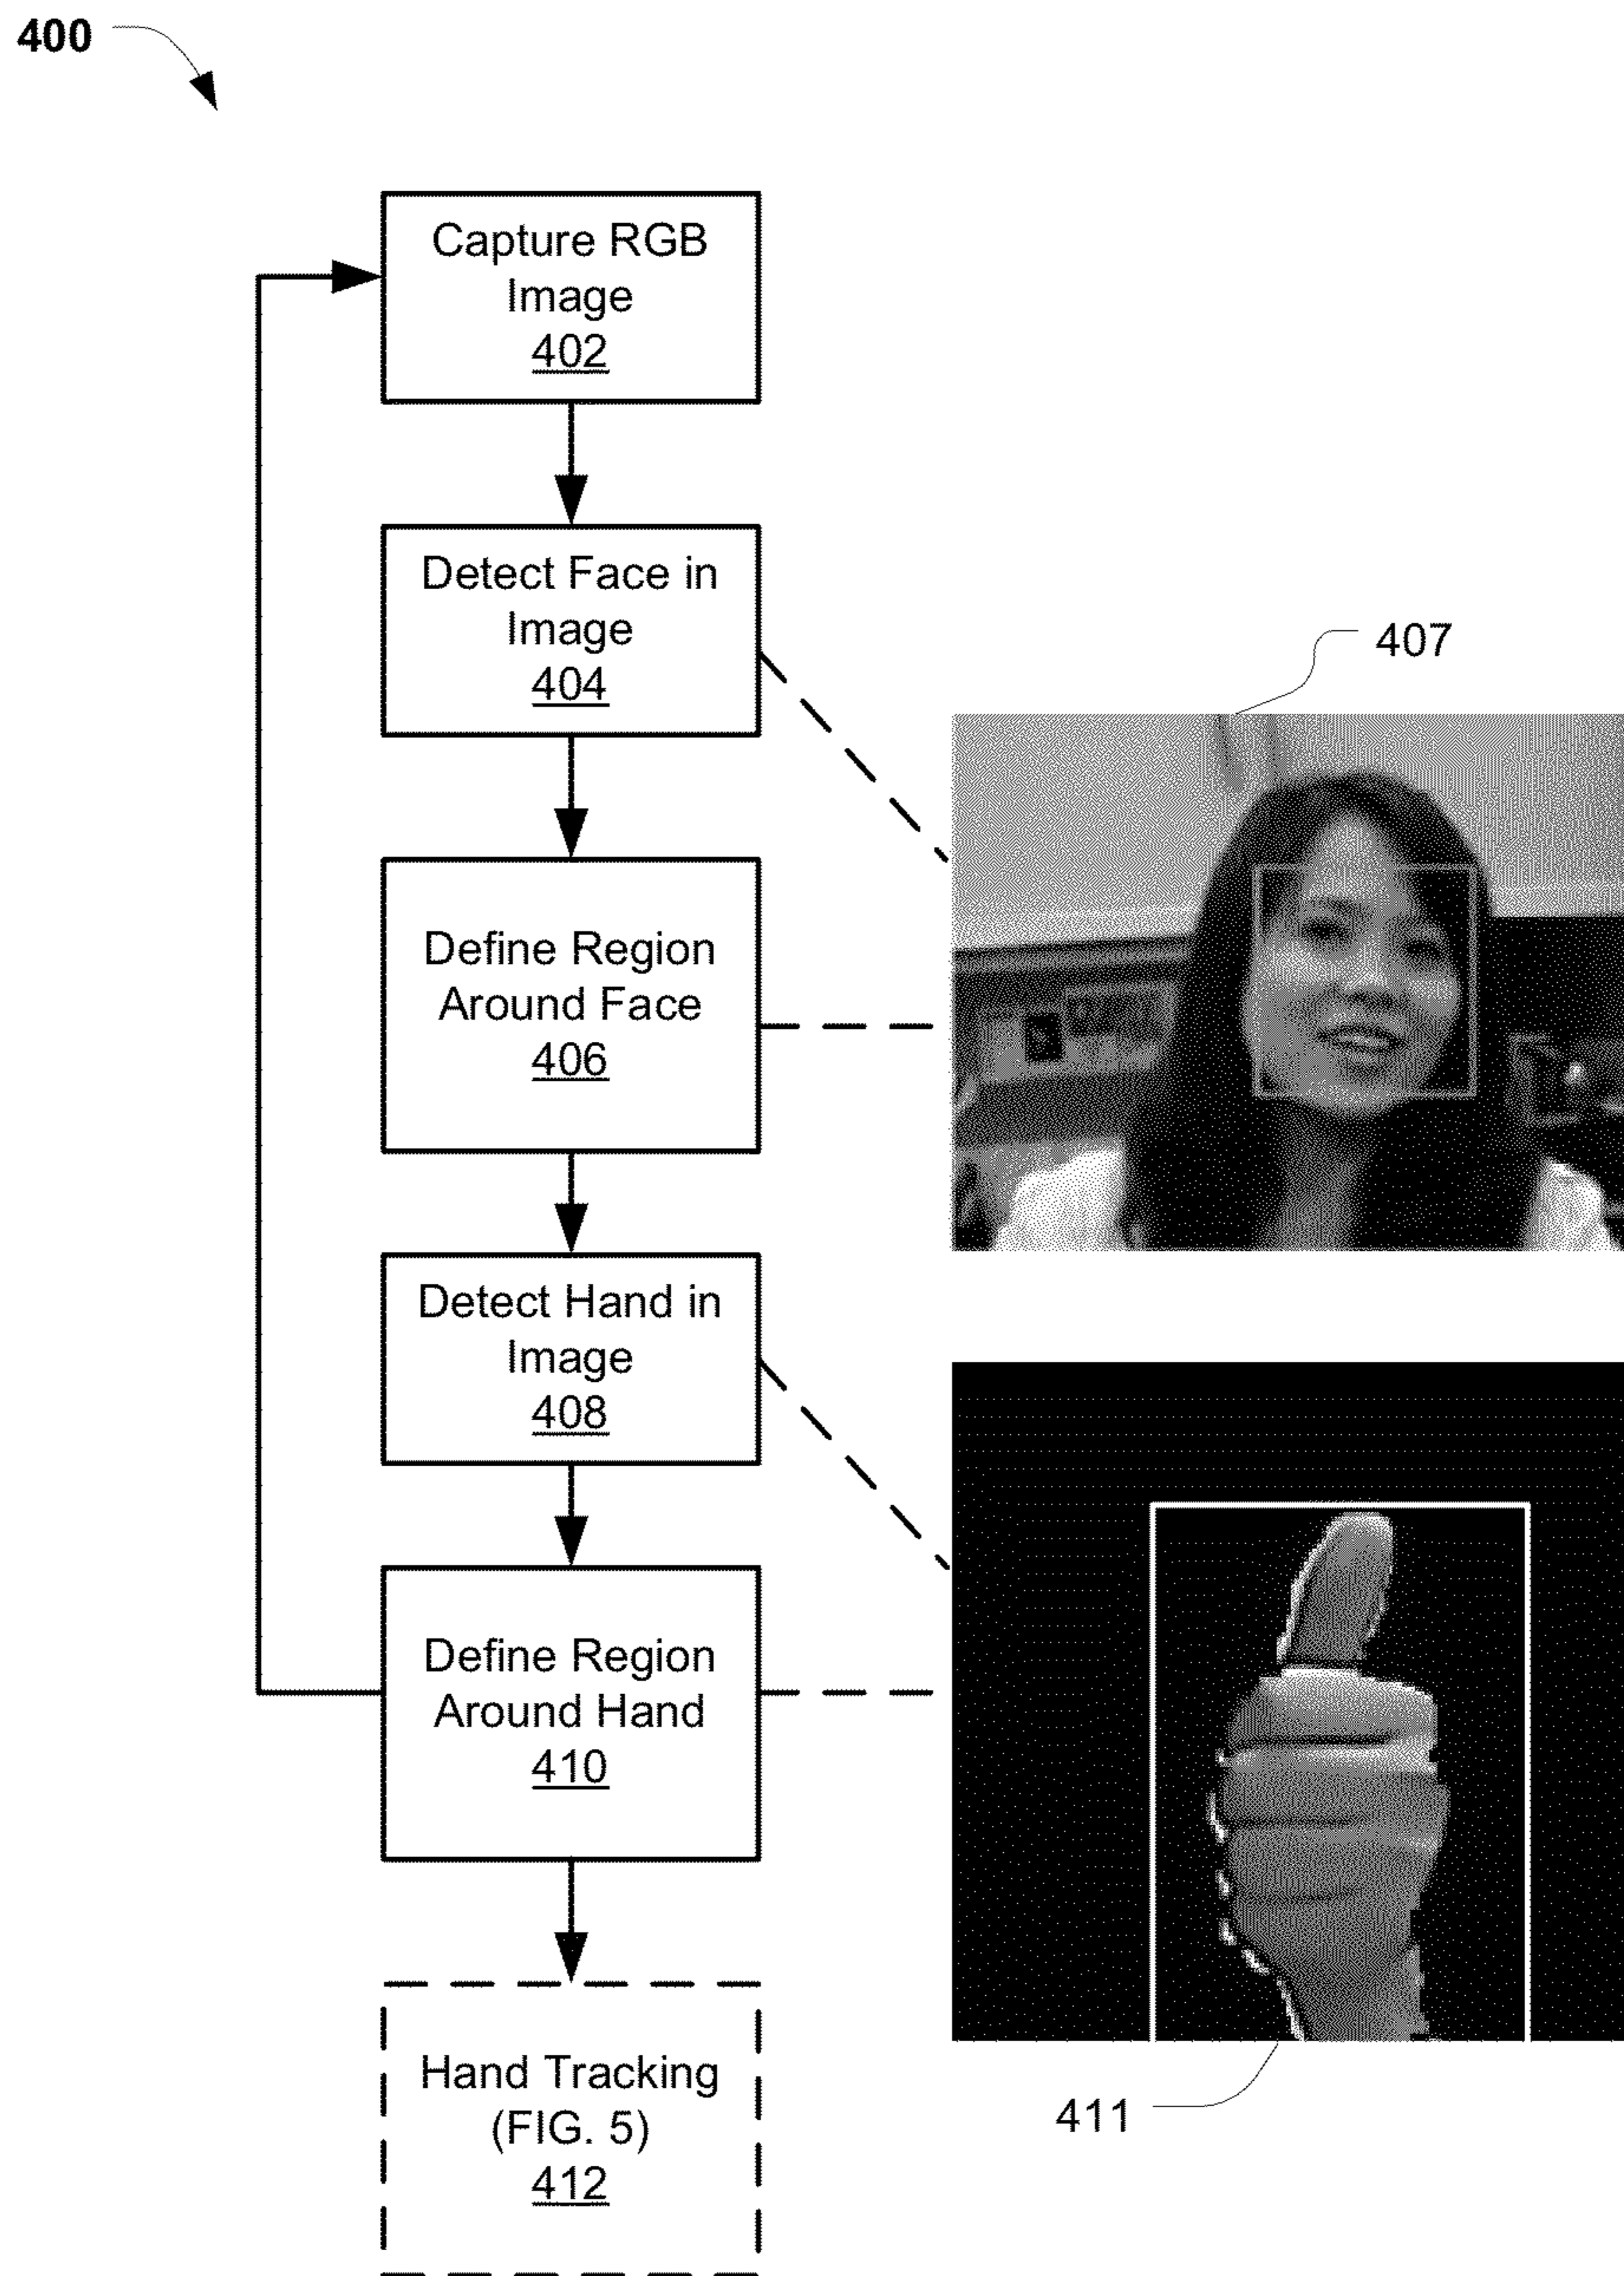 400
Capture RGB
Image
402
Detect Face in
Image
404
407
Define Region
Around Face
406
Detect Hand in
Image
408
Define Region
Around Hand
410
Hand Tracking
(FIG. 5)
412
411